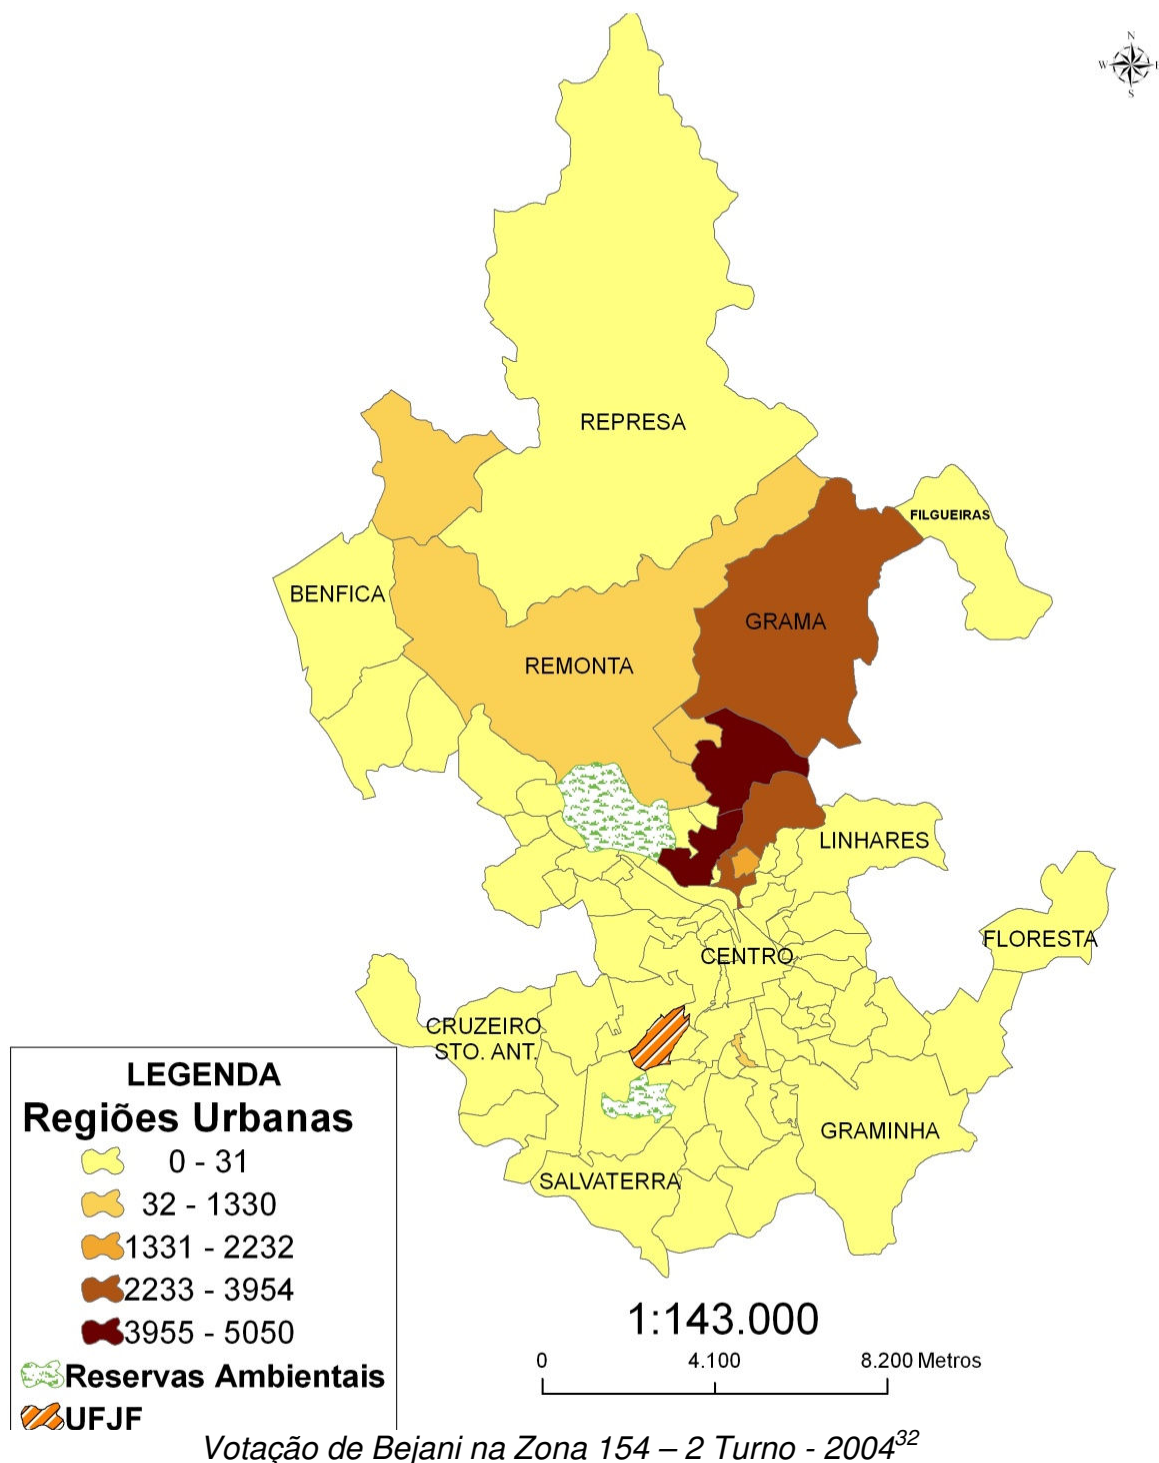 N
W
E
S
REPRESA
FILGUEIRAS
BENFICA
GRAMA
REMONTA
LINHARES
FLORESTA
CENTRO
CRUZEIRO
STO. ANT.
GRAMINHA
SALVATERRA
LEGENDA
Regiões Urbanas
0 - 31
32 - 1330
1331 - 2232
2233 - 3954
3955 - 5050
Reservas Ambientais
UFJF
1:143.000
0 4.100 8.200 Metros
Votação de Bejani na Zona 154 – 2 Turno - 2004³²